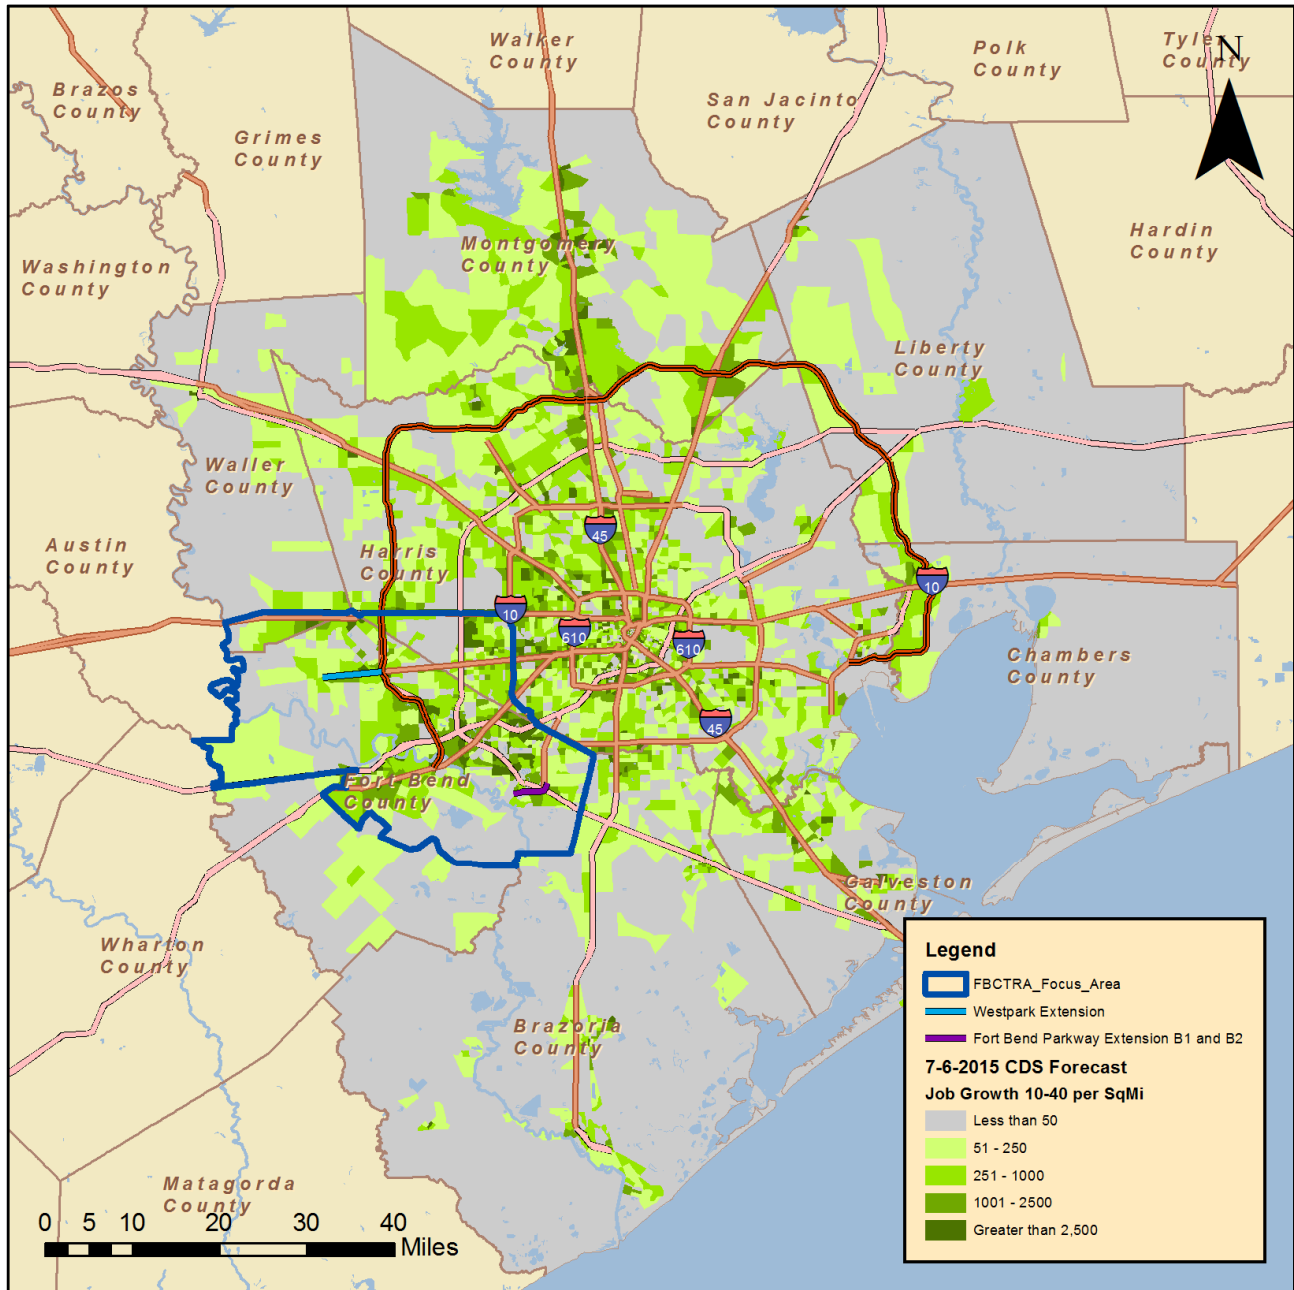 Walker
County
Polk
County
Tyler
County
N
Brazos
County
San Jacinto
County
Grimes
County
Hardin
County
Montgomery
County
Washington
County
Liberty
County
Waller
County
45
Austin
County
Harris
County
10
10
610
610
Chambers
County
45
Fort Bend
County
Galveston
County
Wharton
County
Brazoria
County
Matagorda
County
0 5 10 20 30 40
Miles
Legend
FBCTRA_Focus_Area
Westpark Extension
Fort Bend Parkway Extension B1 and B2
7-6-2015 CDS Forecast
Job Growth 10-40 per SqMi
Less than 50
51 - 250
251 - 1000
1001 - 2500
Greater than 2,500